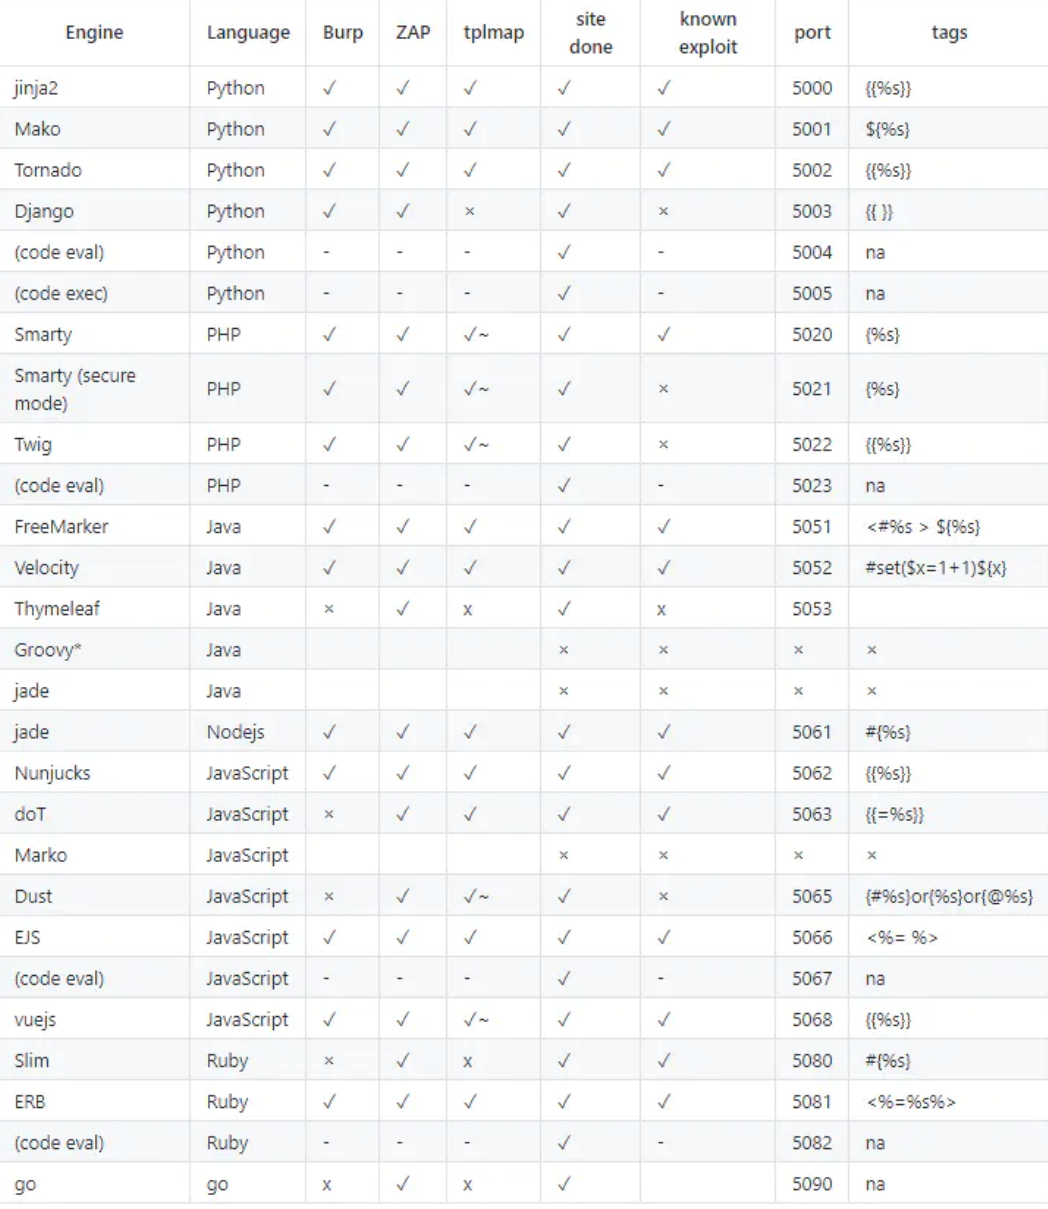 Engine Language Burp ZAP tplmap site done known exploit port tags
jinja2 Python ✓ ✓ ✓ ✓ ✓ 5000 {{%s}}
Mako Python ✓ ✓ ✓ ✓ ✓ 5001 ${%s}
Tornado Python ✓ ✓ ✓ ✓ ✓ 5002 {{%s}}
Django Python ✓ ✓ × ✓ × 5003 {{ }}
(code eval) Python - - - ✓ - 5004 na
(code exec) Python - - - ✓ - 5005 na
Smarty PHP ✓ ✓ ✓~ ✓ ✓ 5020 {%s}
Smarty (secure mode) PHP ✓ ✓ ✓~ ✓ × 5021 {%s}
Twig PHP ✓ ✓ ✓~ ✓ × 5022 {{%s}}
(code eval) PHP - - - ✓ - 5023 na
FreeMarker Java ✓ ✓ ✓ ✓ ✓ 5051 <#%s > ${%s}
Velocity Java ✓ ✓ ✓ ✓ ✓ 5052 #set($x=1+1)${x}
Thymeleaf Java × ✓ x ✓ x 5053
Groovy* Java × × × ×
jade Java × × × ×
jade Nodejs ✓ ✓ ✓ ✓ ✓ 5061 #{%s}
Nunjucks JavaScript ✓ ✓ ✓ ✓ ✓ 5062 {{%s}}
doT JavaScript × ✓ ✓ ✓ ✓ 5063 {{=%s}}
Marko JavaScript × × × ×
Dust JavaScript × ✓ ✓~ ✓ × 5065 {#%s}or{%s}or{@%s}
EJS JavaScript ✓ ✓ ✓ ✓ ✓ 5066 <%= %>
(code eval) JavaScript - - - ✓ - 5067 na
vuejs JavaScript ✓ ✓ ✓~ ✓ ✓ 5068 {{%s}}
Slim Ruby × ✓ x ✓ ✓ 5080 #{%s}
ERB Ruby ✓ ✓ ✓ ✓ ✓ 5081 <%=%s%>
(code eval) Ruby - - - ✓ - 5082 na
go go x ✓ x ✓ 5090 na